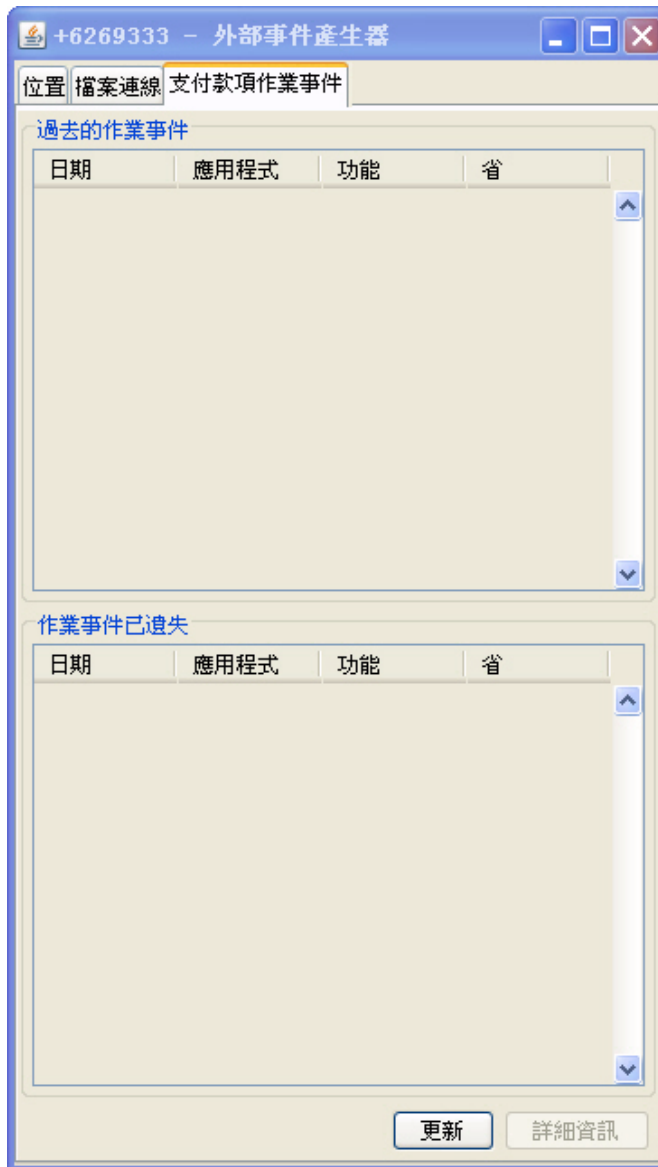 +6269333 - 外部事件產生器
位置 檔案連線 支付款項作業事件
過去的作業事件
日期 應用程式 功能 省
作業事件已遺失
日期 應用程式 功能 省
更新 詳細資訊